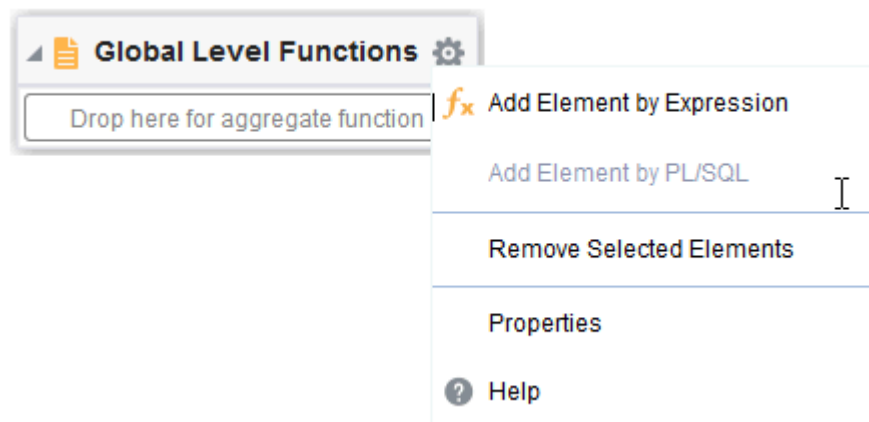 Global Level Functions
Drop here for aggregate function
fx Add Element by Expression
Add Element by PL/SQL
Remove Selected Elements
Properties
? Help